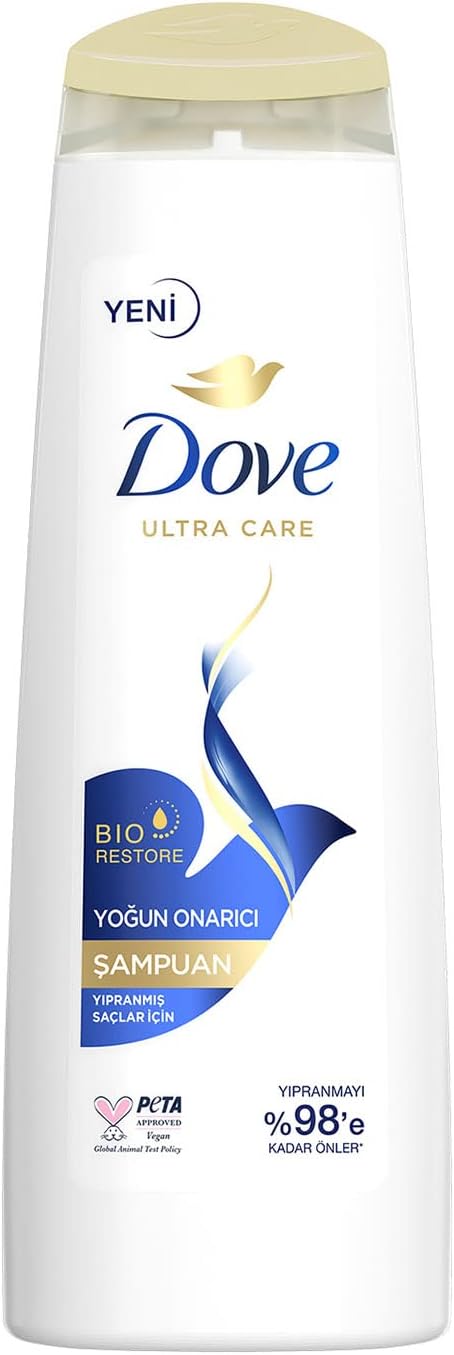 YENİ
Dove
ULTRA CARE
BIO
RESTORE
YOĞUN ONARICI
ŞAMPUAN
YIPRANMIŞ
SAÇLAR İÇİN
PETA
APPROVED
Vegan
Global Animal Test Policy
YIPRANMAYI
%98'e
KADAR ÖNLER*